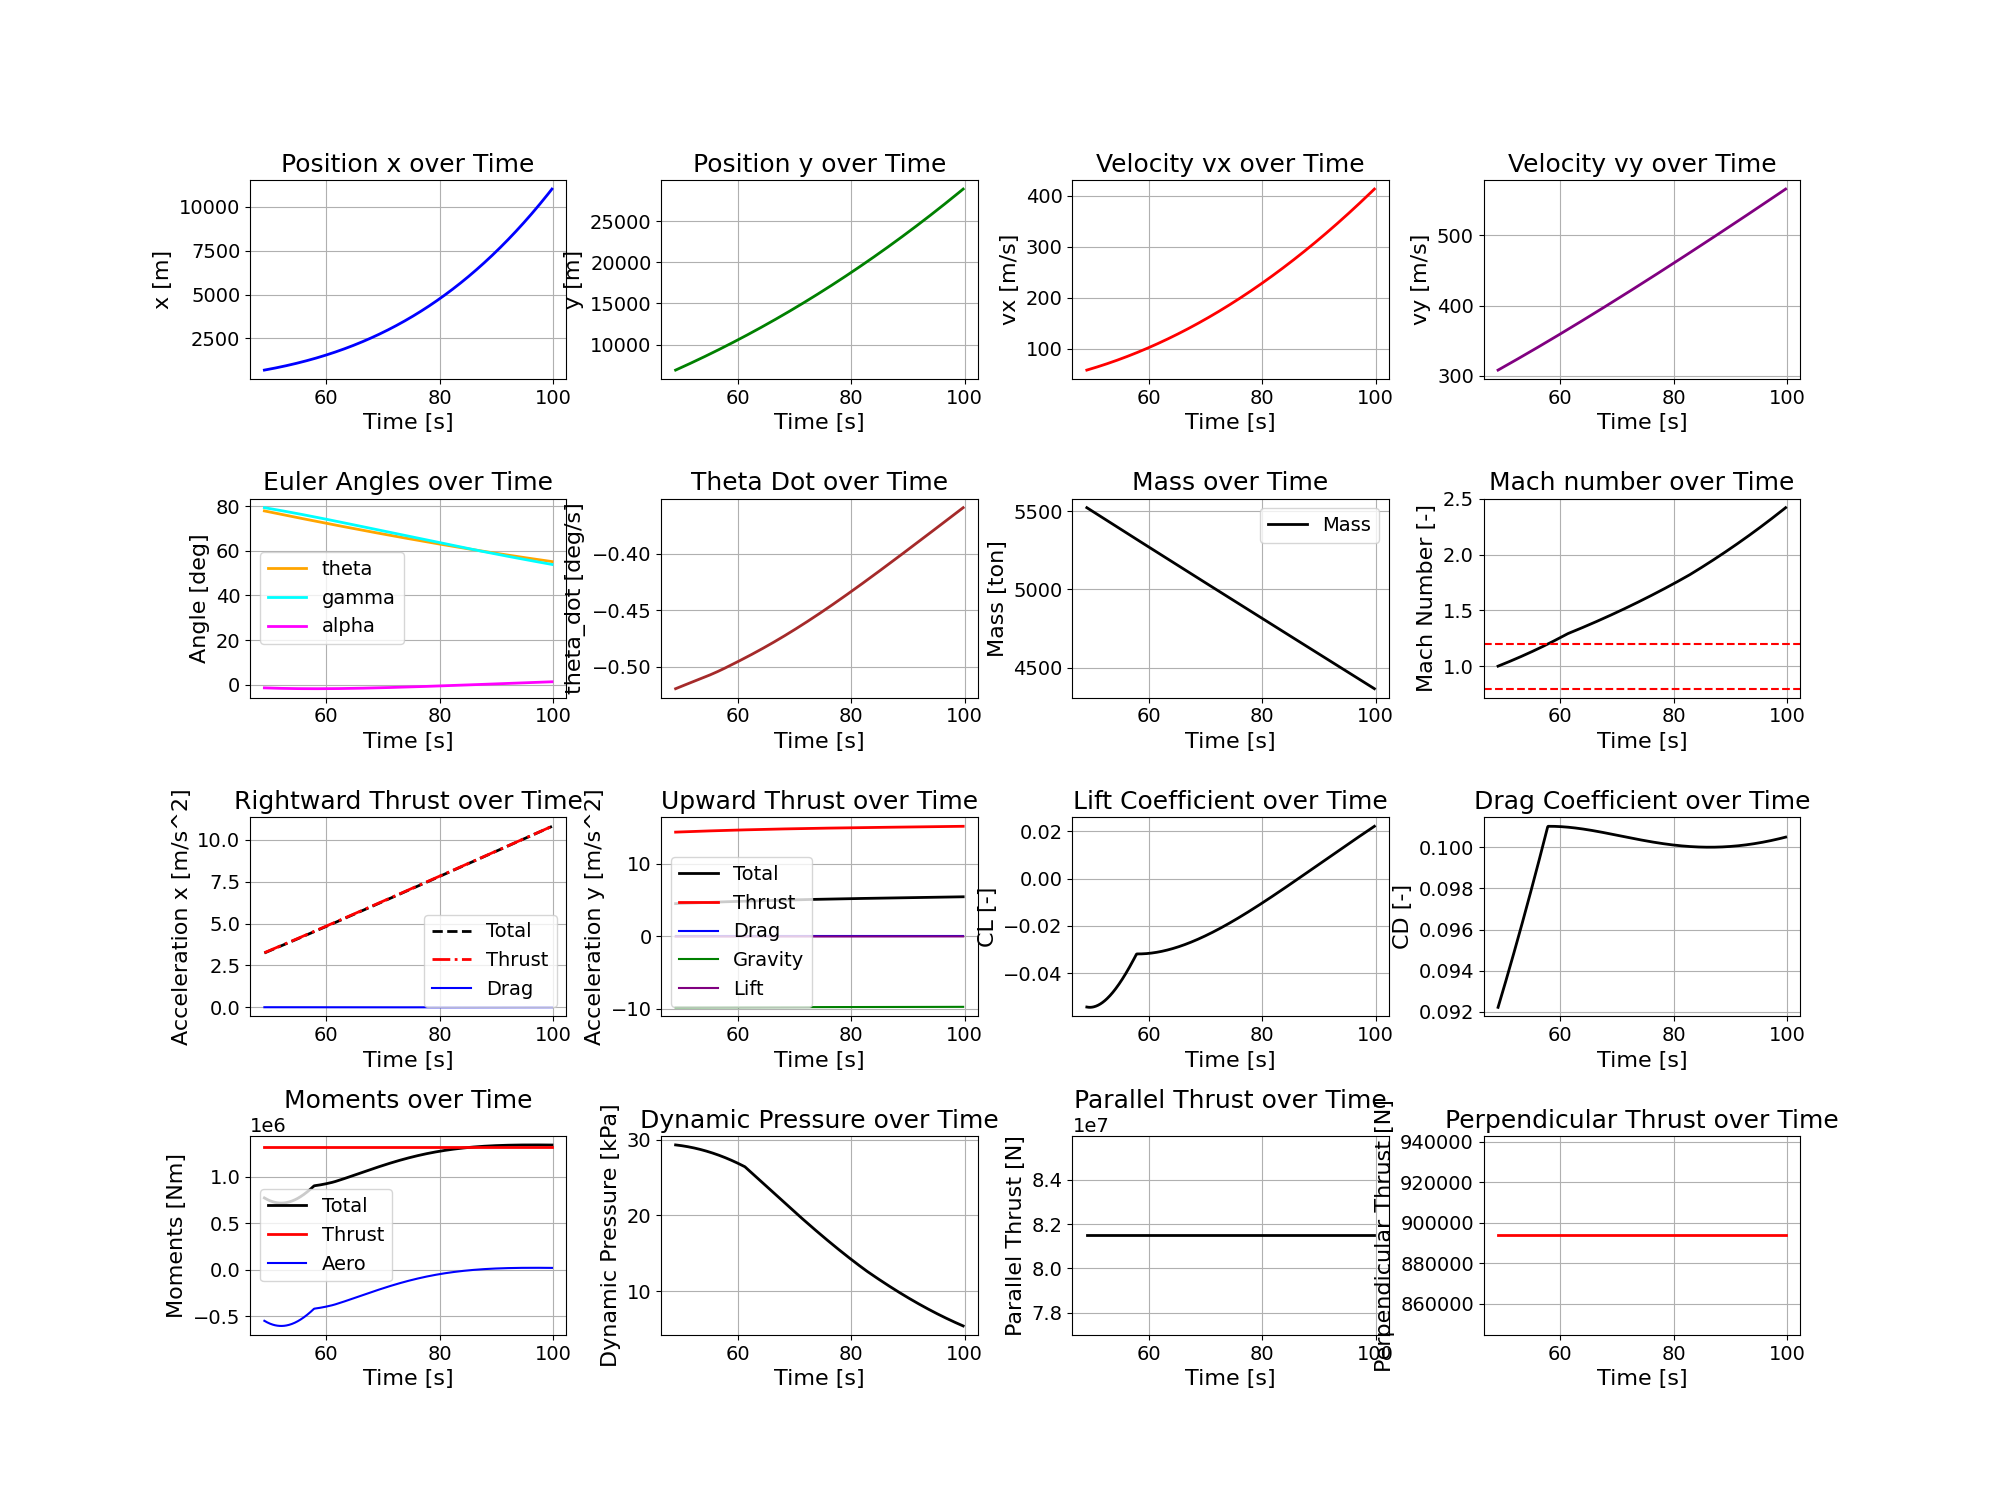 Position x over Time
x [m]
10000
7500
5000
2500
60
80
100
Time [s]
Position y over Time
y [m]
25000
20000
15000
10000
60
80
100
Time [s]
Velocity vx over Time
vx [m/s]
400
300
200
100
60
80
100
Time [s]
Velocity vy over Time
vy [m/s]
500
400
300
60
80
100
Time [s]
Euler Angles over Time
Angle [deg]
80
60
40
20
0
theta
gamma
alpha
60
80
100
Time [s]
Theta Dot over Time
theta_dot [deg/s]
−0.40
−0.45
−0.50
60
80
100
Time [s]
Mass over Time
Mass [ton]
5500
5000
4500
Mass
60
80
100
Time [s]
Mach number over Time
Mach Number [-]
2.5
2.0
1.5
1.0
60
80
100
Time [s]
Rightward Thrust over Time
Acceleration x [m/s^2]
10.0
7.5
5.0
2.5
0.0
Total
Thrust
Drag
60
80
100
Time [s]
Upward Thrust over Time
Acceleration y [m/s^2]
10
0
−10
Total
Thrust
Drag
Gravity
Lift
60
80
100
Time [s]
Lift Coefficient over Time
CL [-]
0.02
0.00
−0.02
−0.04
60
80
100
Time [s]
Drag Coefficient over Time
CD [-]
0.100
0.098
0.096
0.094
0.092
60
80
100
Time [s]
Moments over Time
1e6
Moments [Nm]
1.0
0.5
0.0
−0.5
Total
Thrust
Aero
60
80
100
Time [s]
Dynamic Pressure over Time
Dynamic Pressure [kPa]
30
20
10
60
80
100
Time [s]
Parallel Thrust over Time
1e7
Parallel Thrust [N]
8.4
8.2
8.0
7.8
60
80
100
Time [s]
Perpendicular Thrust over Time
Perpendicular Thrust [N]
940000
920000
900000
880000
860000
60
80
100
Time [s]